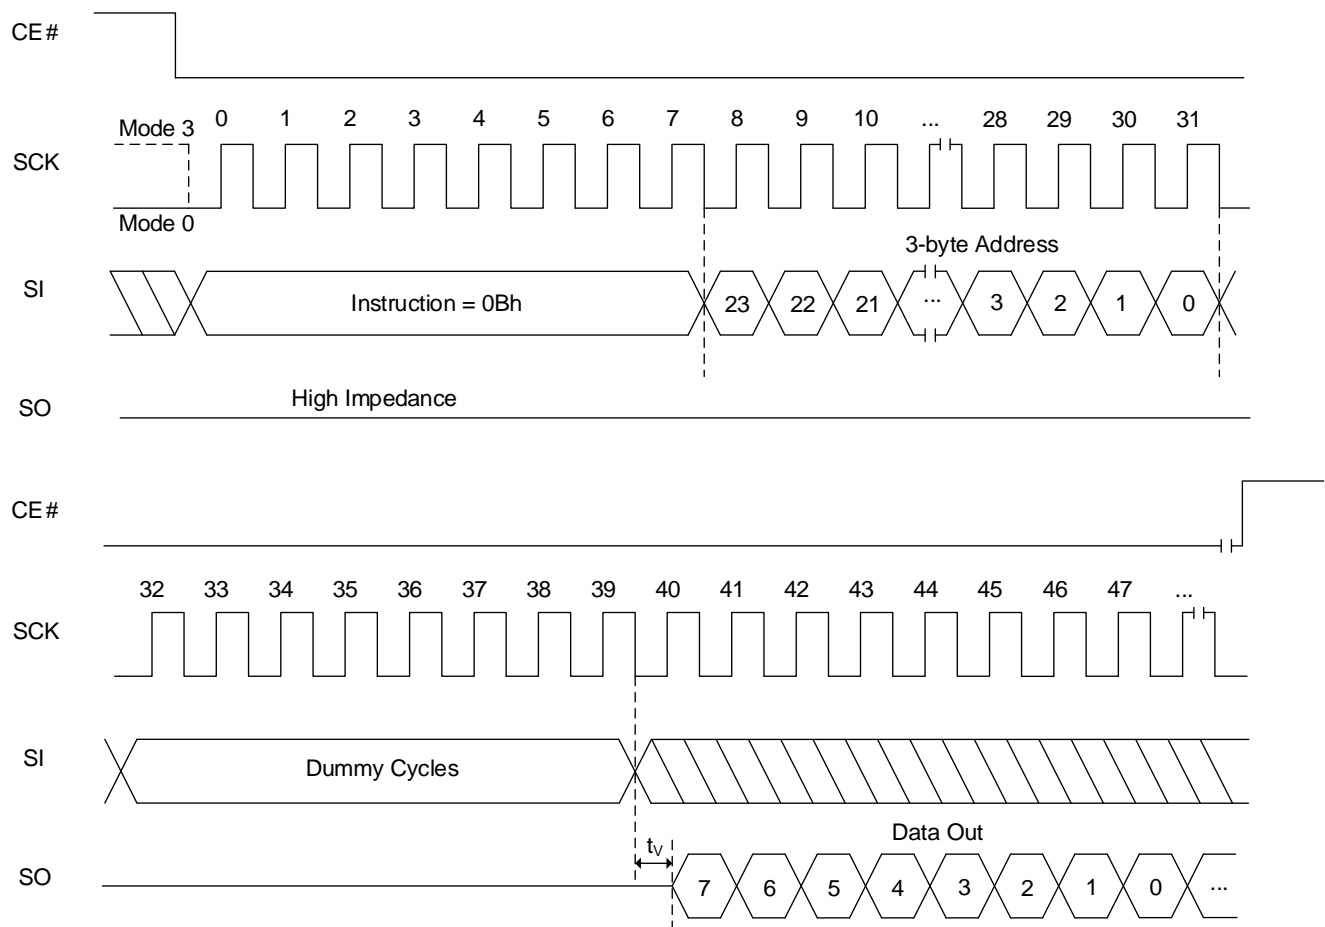 CE#
Mode 3 0 1 2 3 4 5 6 7 8 9 10 ... 28 29 30 31
SCK
Mode 0
3-byte Address
SI Instruction = 0Bh 23 22 21 ... 3 2 1 0
High Impedance
SO
CE#
32 33 34 35 36 37 38 39 40 41 42 43 44 45 46 47 ...
SCK
SI Dummy Cycles
Data Out
tV
SO 7 6 5 4 3 2 1 0 ...